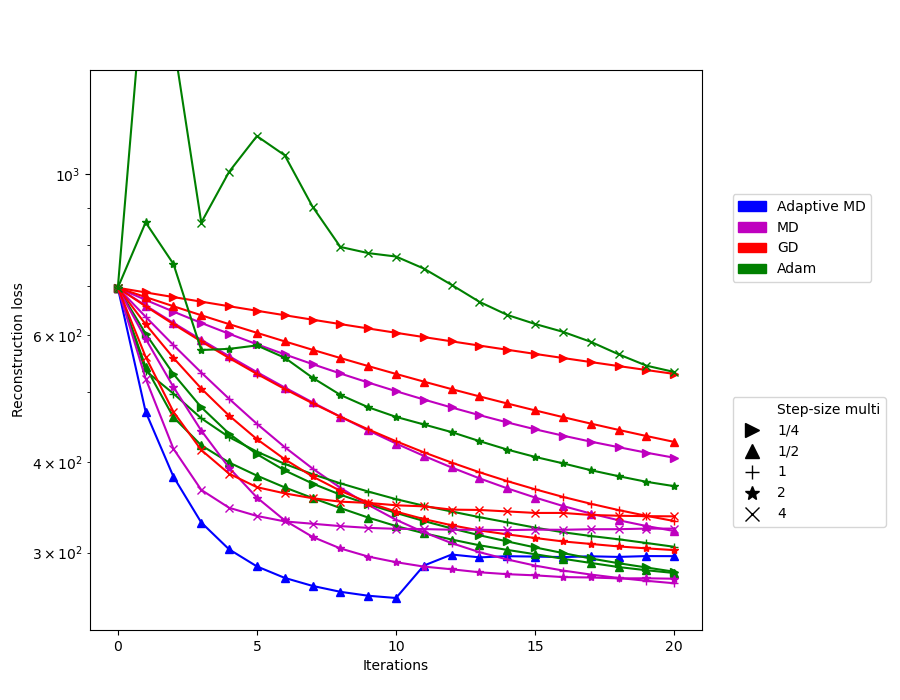 Reconstruction loss
10³
6 × 10²
4 × 10²
3 × 10²
0 5 10 15 20
Iterations
Adaptive MD
MD
GD
Adam
Step-size multi
1/4
1/2
1
2
4